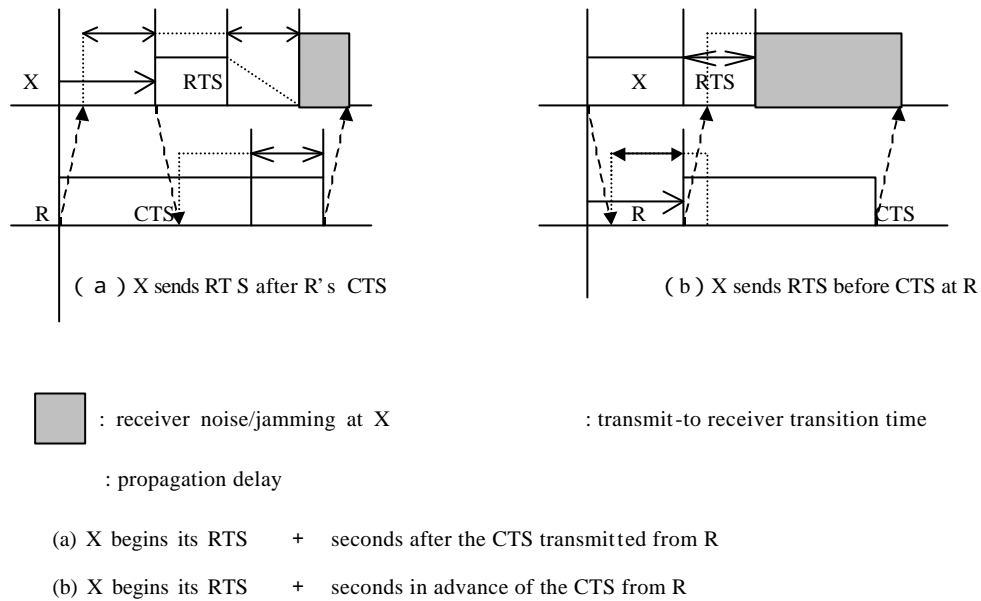 X RTS
R CTS
( a ) X sends RT S after R's CTS
X RTS
R CTS
( b ) X sends RTS before CTS at R
: receiver noise/jamming at X
: transmit-to receiver transition time
: propagation delay
(a) X begins its RTS + seconds after the CTS transmitted from R
(b) X begins its RTS + seconds in advance of the CTS from R